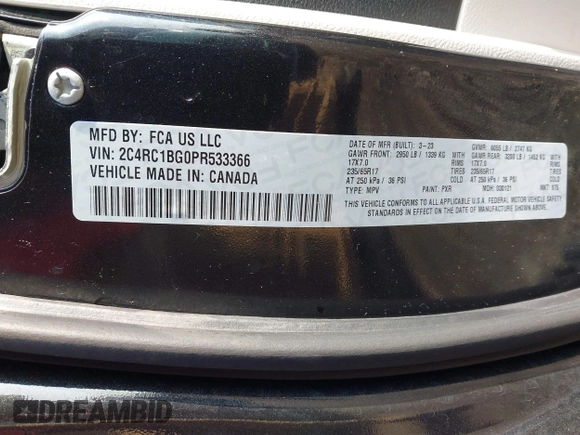 MFD BY: FCA US LLC
VIN: 2C4RC1BG0PR533366
VEHICLE MADE IN: CANADA
DATE OF MFR (BUILT): 3-23
GAWR FRONT: 2950 LB / 1339 KG
17X7.0 RIMS
235/65R17 TIRES
AT 250 kPa / 36 PSI COLD
TYPE: MPV PAINT: PXR
GVWR: 6055 LB / 2747 KG
GAWR REAR: 3200 LB / 1452 KG
17X7.0 RIMS
235/65R17 TIRES
AT 250 kPa / 36 PSI COLD
MDH: 030121
THIS VEHICLE CONFORMS TO ALL APPLICABLE U.S.A. FEDERAL MOTOR VEHICLE SAFETY
STANDARDS IN EFFECT ON THE DATE OF MANUFACTURE SHOWN ABOVE.
DREAMBID